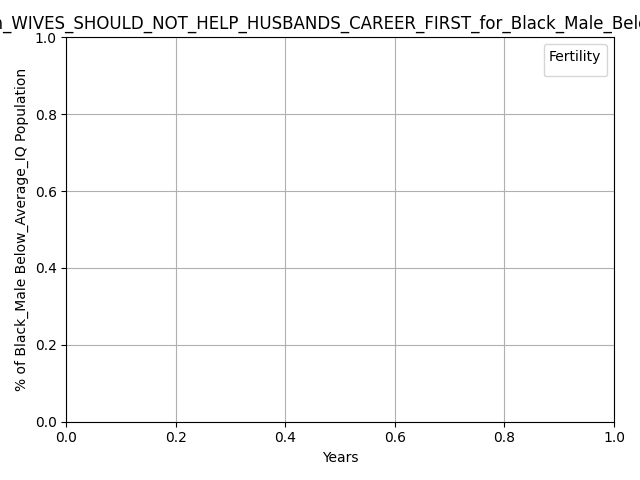 _WIVES_SHOULD_NOT_HELP_HUSBANDS_CAREER_FIRST_for_Black_Male_Bel
Fertility
% of Black_Male Below_Average_IQ Population
1.0
0.8
0.6
0.4
0.2
0.0
0.0 0.2 0.4 0.6 0.8 1.0
Years